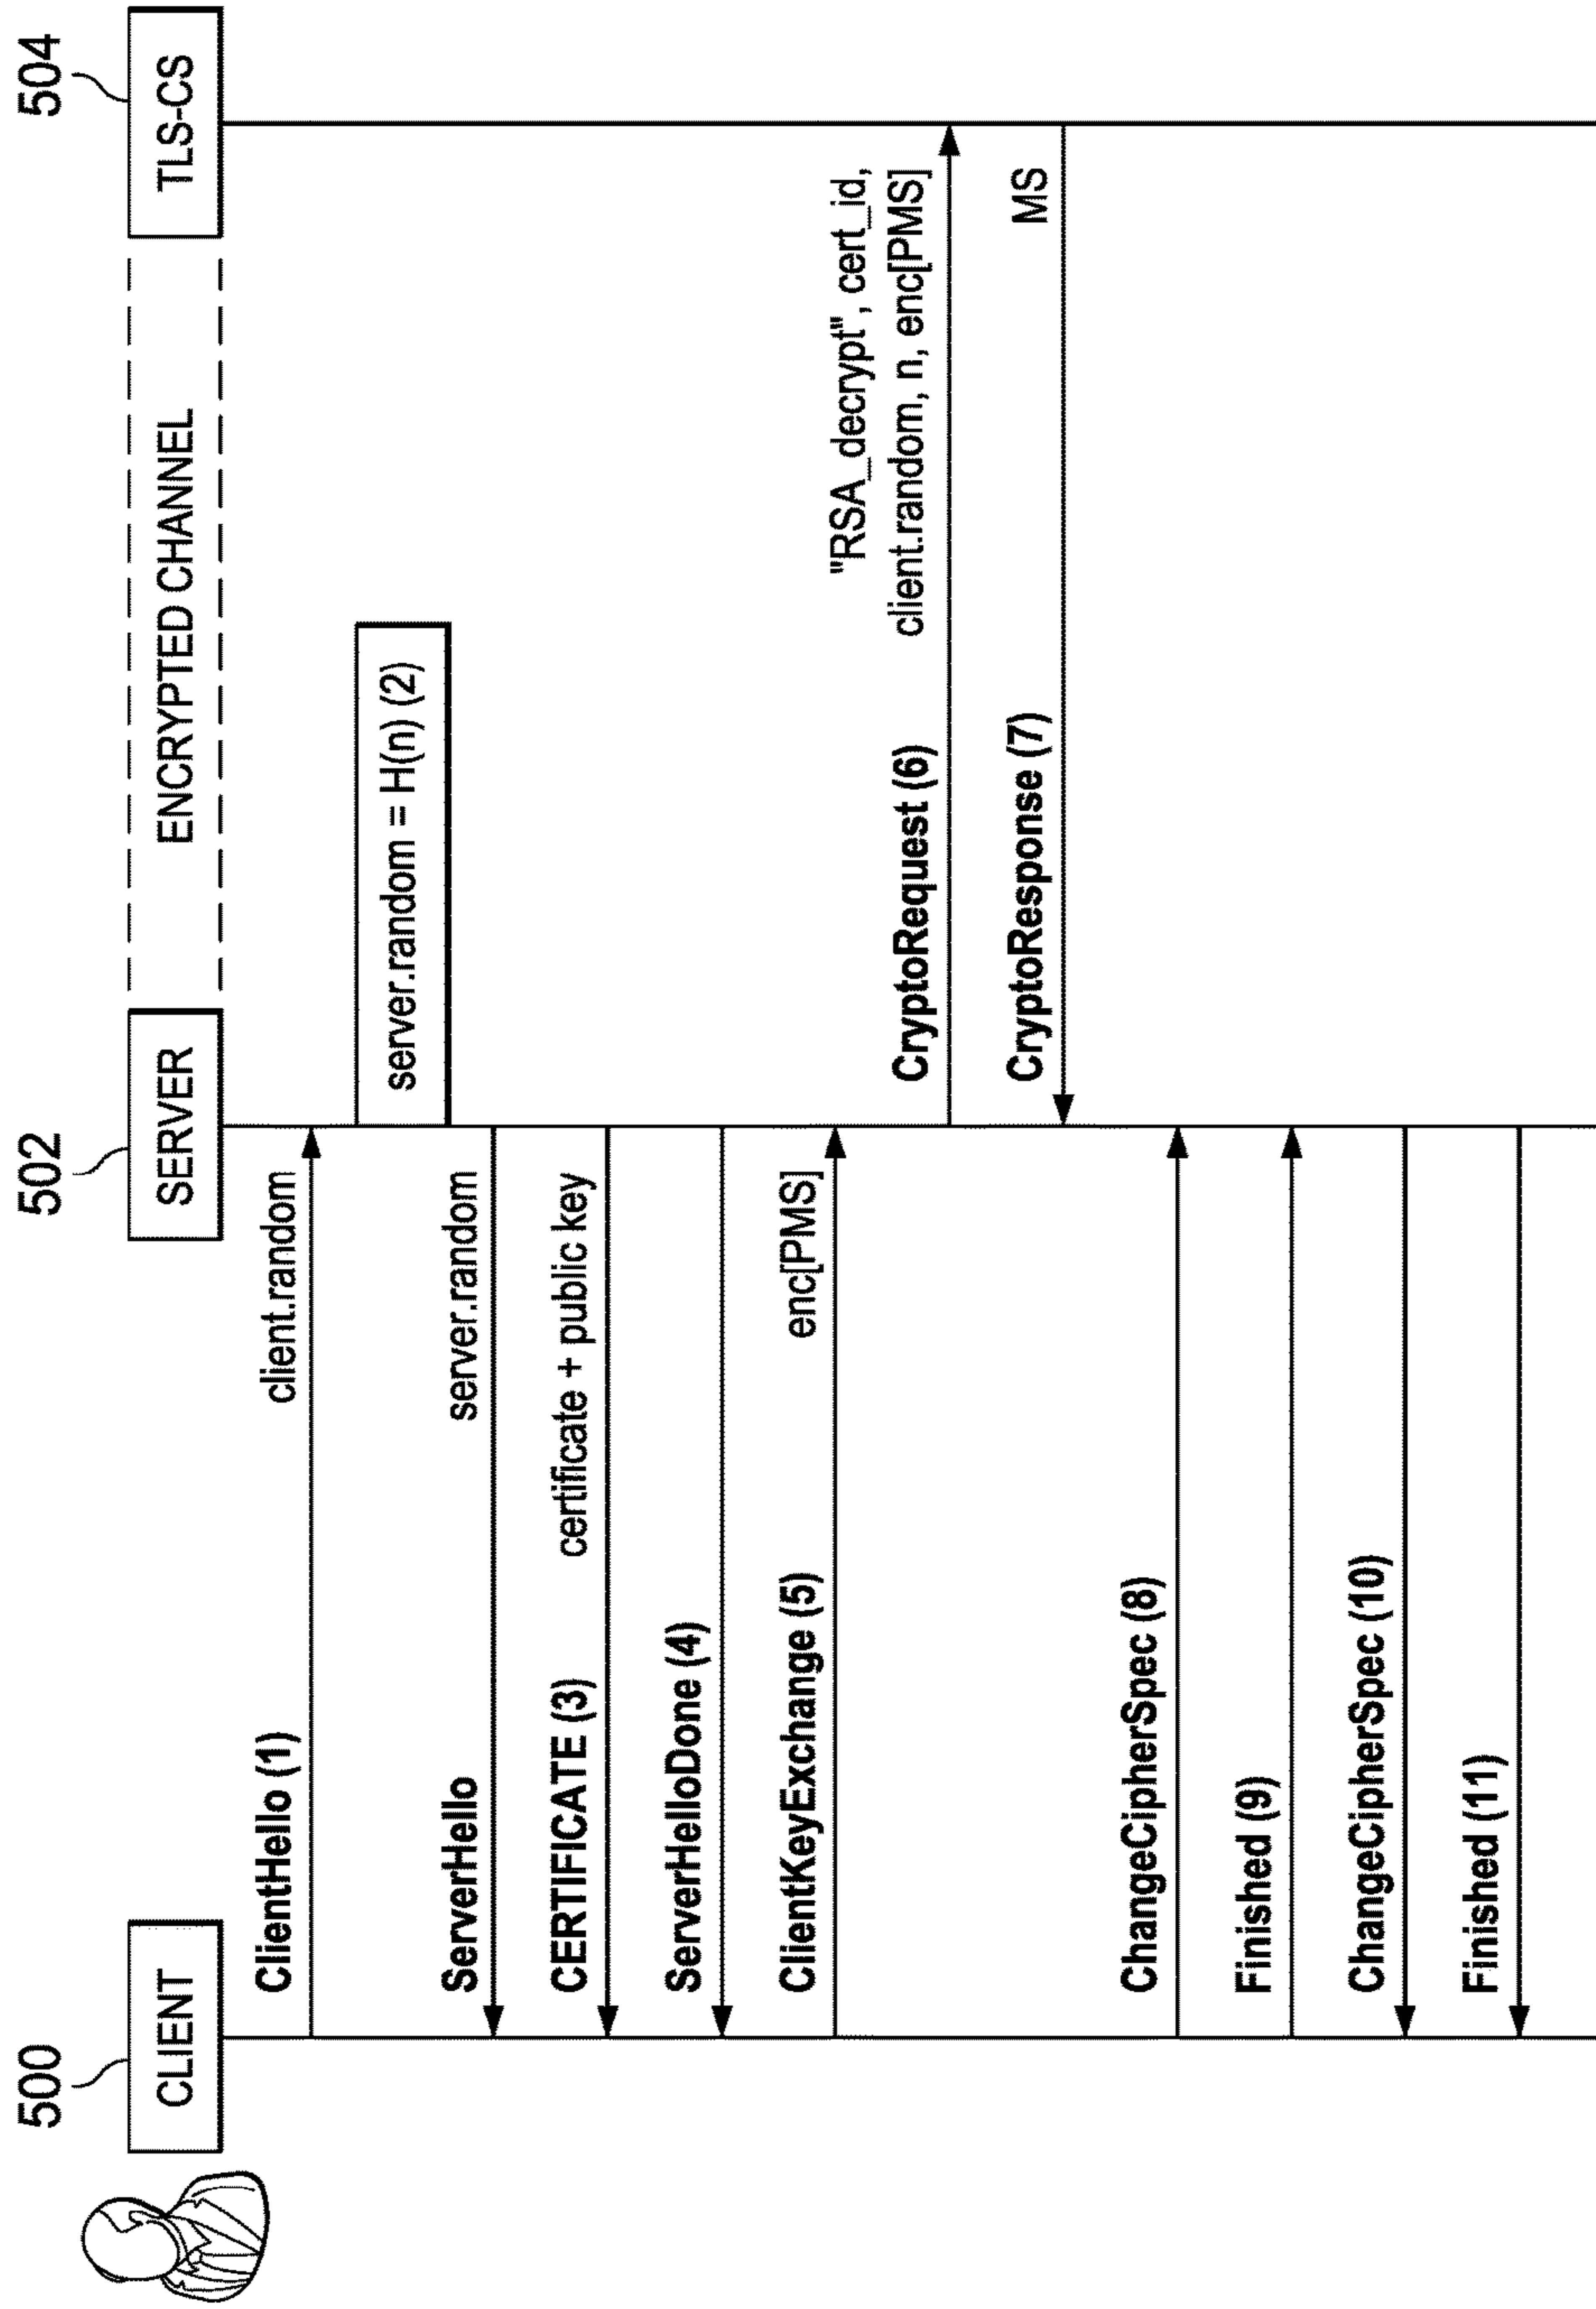 500
502
504
CLIENT
SERVER
ENCRYPTED CHANNEL
TLS-CS
ClientHello (1)
client.random
server.random = H(n) (2)
ServerHello
server.random
CERTIFICATE (3)
certificate + public key
ServerHelloDone (4)
ClientKeyExchange (5)
enc[PMS]
"RSA_decrypt", cert_id,
CryptoRequest (6)
client.random, n, enc[PMS]
CryptoResponse (7)
MS
ChangeCipherSpec (8)
Finished (9)
ChangeCipherSpec (10)
Finished (11)